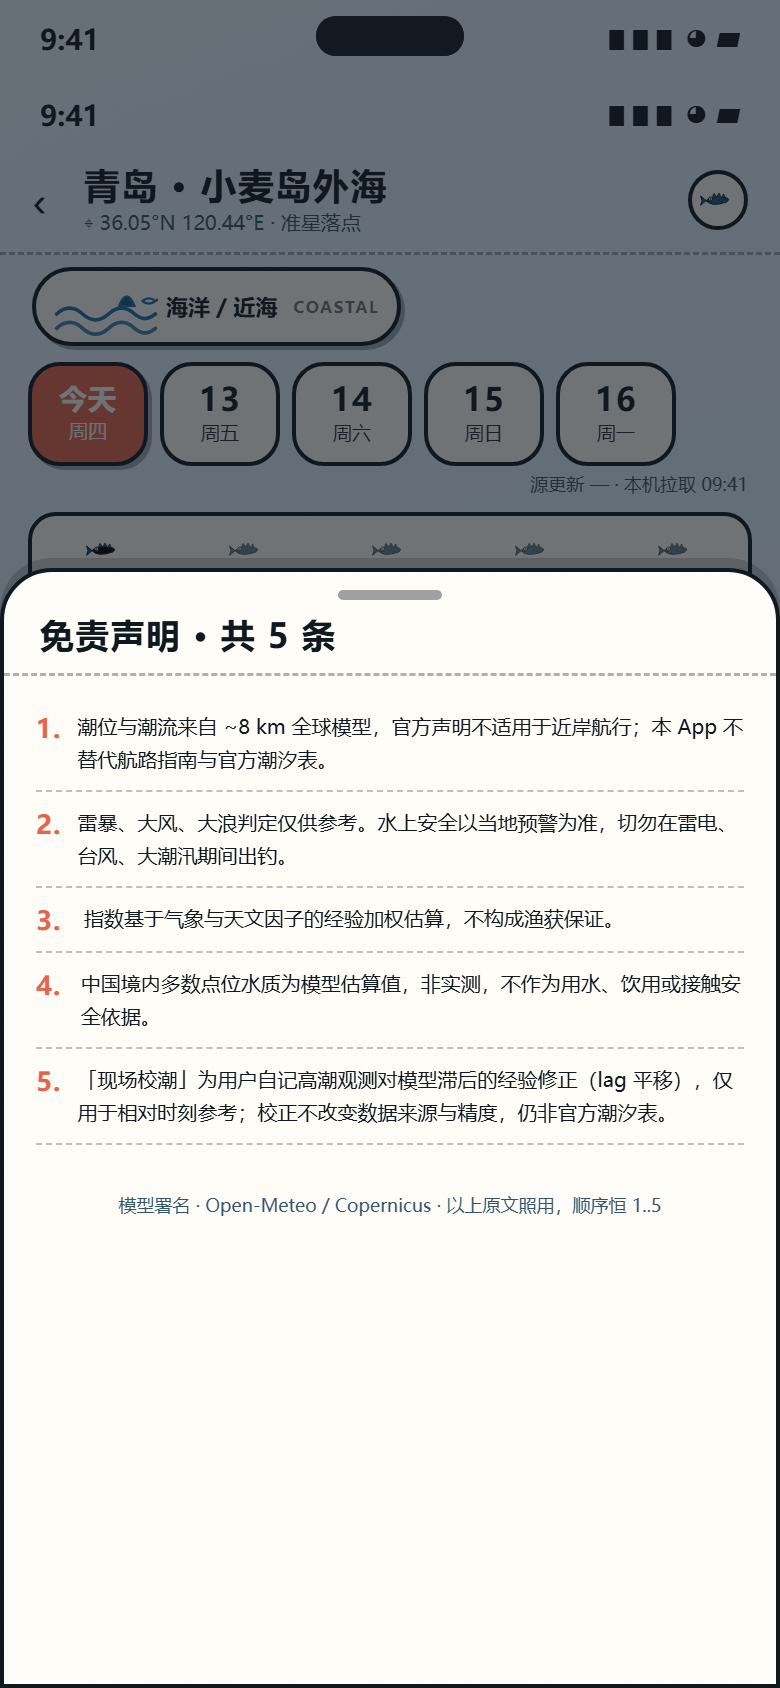 9:41
9:41
‹ 青岛 · 小麦岛外海
⌖ 36.05°N 120.44°E · 准星落点
海洋 / 近海 COASTAL
今天 13 14 15 16
周四 周五 周六 周日 周一
源更新 — · 本机拉取 09:41
免责声明 · 共 5 条
1. 潮位与潮流来自 ~8 km 全球模型，官方声明不适用于近岸航行；本 App 不
替代航路指南与官方潮汐表。
2. 雷暴、大风、大浪判定仅供参考。水上安全以当地预警为准，切勿在雷电、
台风、大潮汛期间出钓。
3. 指数基于气象与天文因子的经验加权估算，不构成渔获保证。
4. 中国境内多数点位水质为模型估算值，非实测，不作为用水、饮用或接触安
全依据。
5. 「现场校潮」为用户自记高潮观测对模型滞后的经验修正（lag 平移），仅
用于相对时刻参考；校正不改变数据来源与精度，仍非官方潮汐表。
模型署名 · Open-Meteo / Copernicus · 以上原文照用，顺序恒 1..5